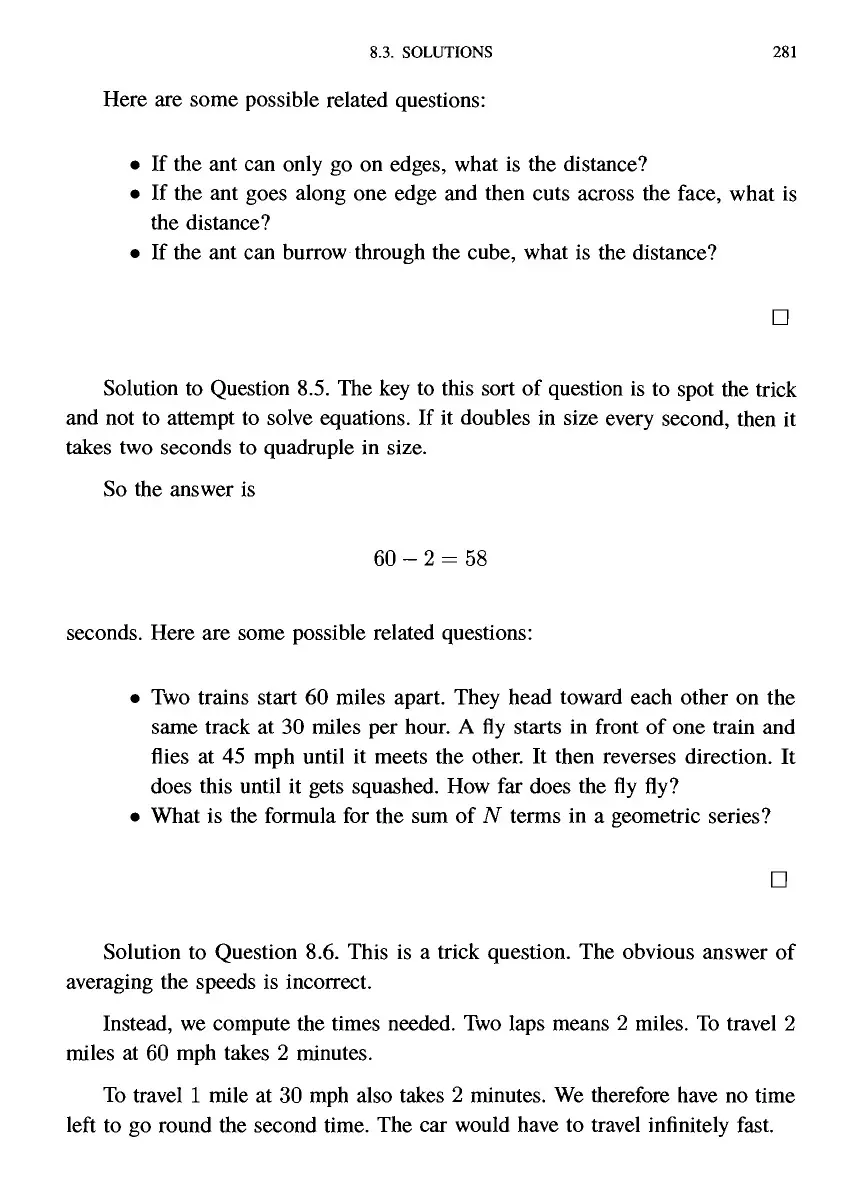 8.3. SOLUTIONS 281
Here are some possible related questions:
• If the ant can only go on edges, what is the distance?
• If the ant goes along one edge and then cuts across the face, what is
the distance?
• If the ant can burrow through the cube, what is the distance?
□
Solution to Question 8.5. The key to this sort of question is to spot the trick
and not to attempt to solve equations. If it doubles in size every second, then it
takes two seconds to quadruple in size.
So the answer is
60 − 2 = 58
seconds. Here are some possible related questions:
• Two trains start 60 miles apart. They head toward each other on the
same track at 30 miles per hour. A fly starts in front of one train and
flies at 45 mph until it meets the other. It then reverses direction. It
does this until it gets squashed. How far does the fly fly?
• What is the formula for the sum of N terms in a geometric series?
□
Solution to Question 8.6. This is a trick question. The obvious answer of
averaging the speeds is incorrect.
Instead, we compute the times needed. Two laps means 2 miles. To travel 2
miles at 60 mph takes 2 minutes.
To travel 1 mile at 30 mph also takes 2 minutes. We therefore have no time
left to go round the second time. The car would have to travel infinitely fast.